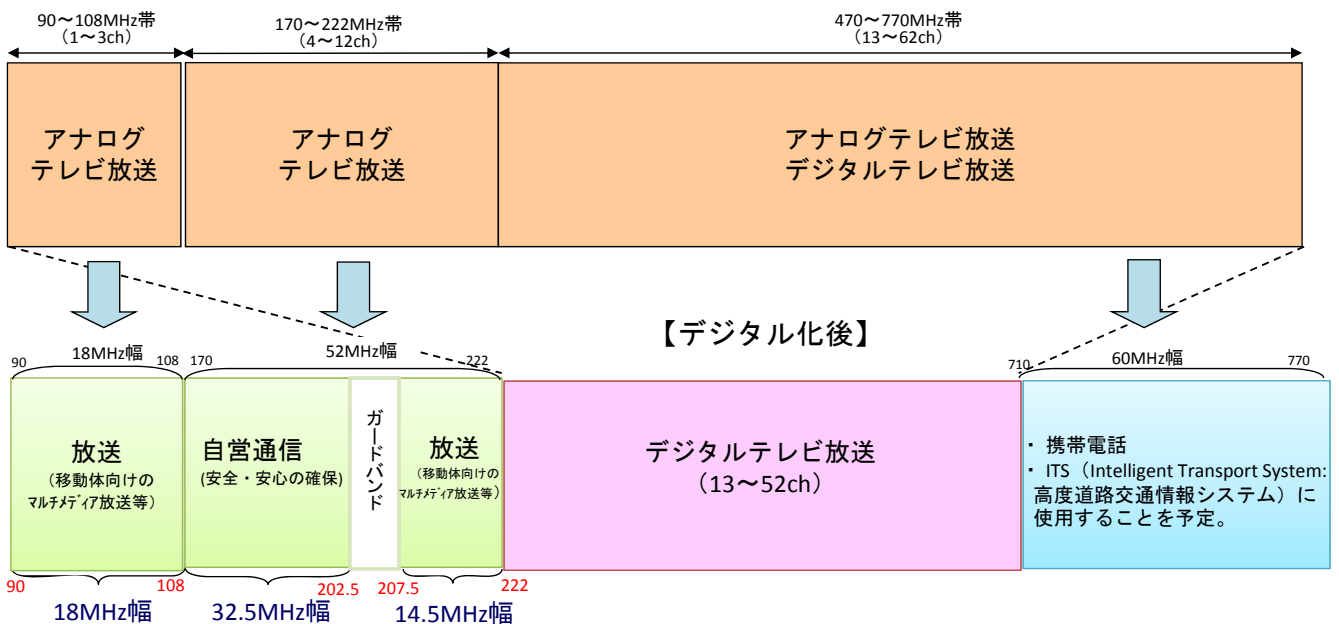 90～108MHz帯
（1～3ch）
170～222MHz帯
（4～12ch）
470～770MHz帯
（13～62ch）
アナログ
テレビ放送
アナログ
テレビ放送
アナログテレビ放送
デジタルテレビ放送
【デジタル化後】
90
18MHz幅
108
170
52MHz幅
222
710
60MHz幅
770
放送
（移動体向けの
マルチメディア放送等）
自営通信
(安全・安心の確保)
ガードバンド
放送
（移動体向けの
マルチメディア放送等）
デジタルテレビ放送
（13～52ch）
・ 携帯電話
・ ITS（Intelligent Transport System:
高度道路交通情報システム）に
使用することを予定。
90
108
202.5
207.5
222
18MHz幅
32.5MHz幅
14.5MHz幅